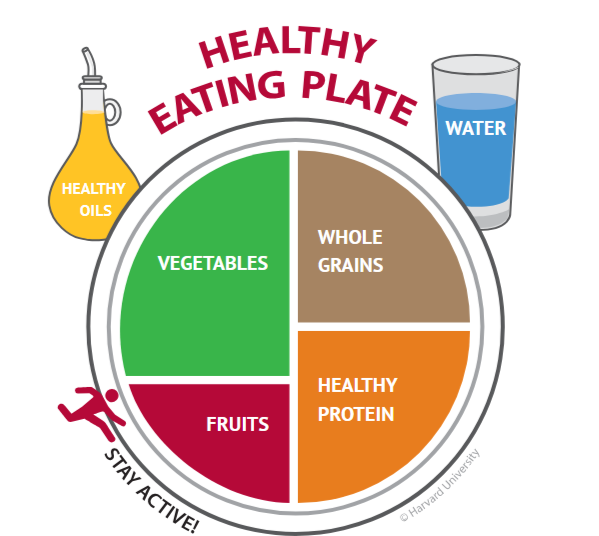 HEALTHY
EATING PLATE
HEALTHY
OILS
WATER
VEGETABLES
WHOLE
GRAINS
FRUITS
HEALTHY
PROTEIN
STAY ACTIVE!
© Harvard University